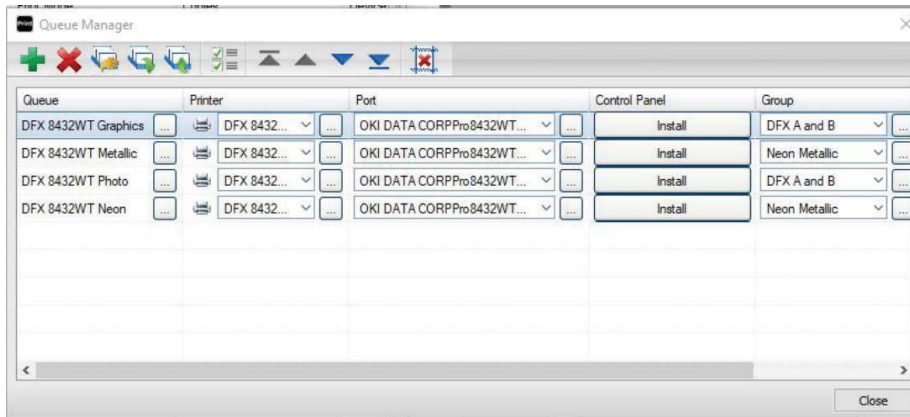 Print
Queue Manager
Queue Printer Port Control Panel Group
DFX 8432WT Graphics ... DFX 8432... ... OKI DATA CORPPro8432WT... ... Install DFX A and B ...
DFX 8432WT Metallic ... DFX 8432... ... OKI DATA CORPPro8432WT... ... Install Neon Metallic ...
DFX 8432WT Photo ... DFX 8432... ... OKI DATA CORPPro8432WT... ... Install DFX A and B ...
DFX 8432WT Neon ... DFX 8432... ... OKI DATA CORPPro8432WT... ... Install Neon Metallic ...
Close